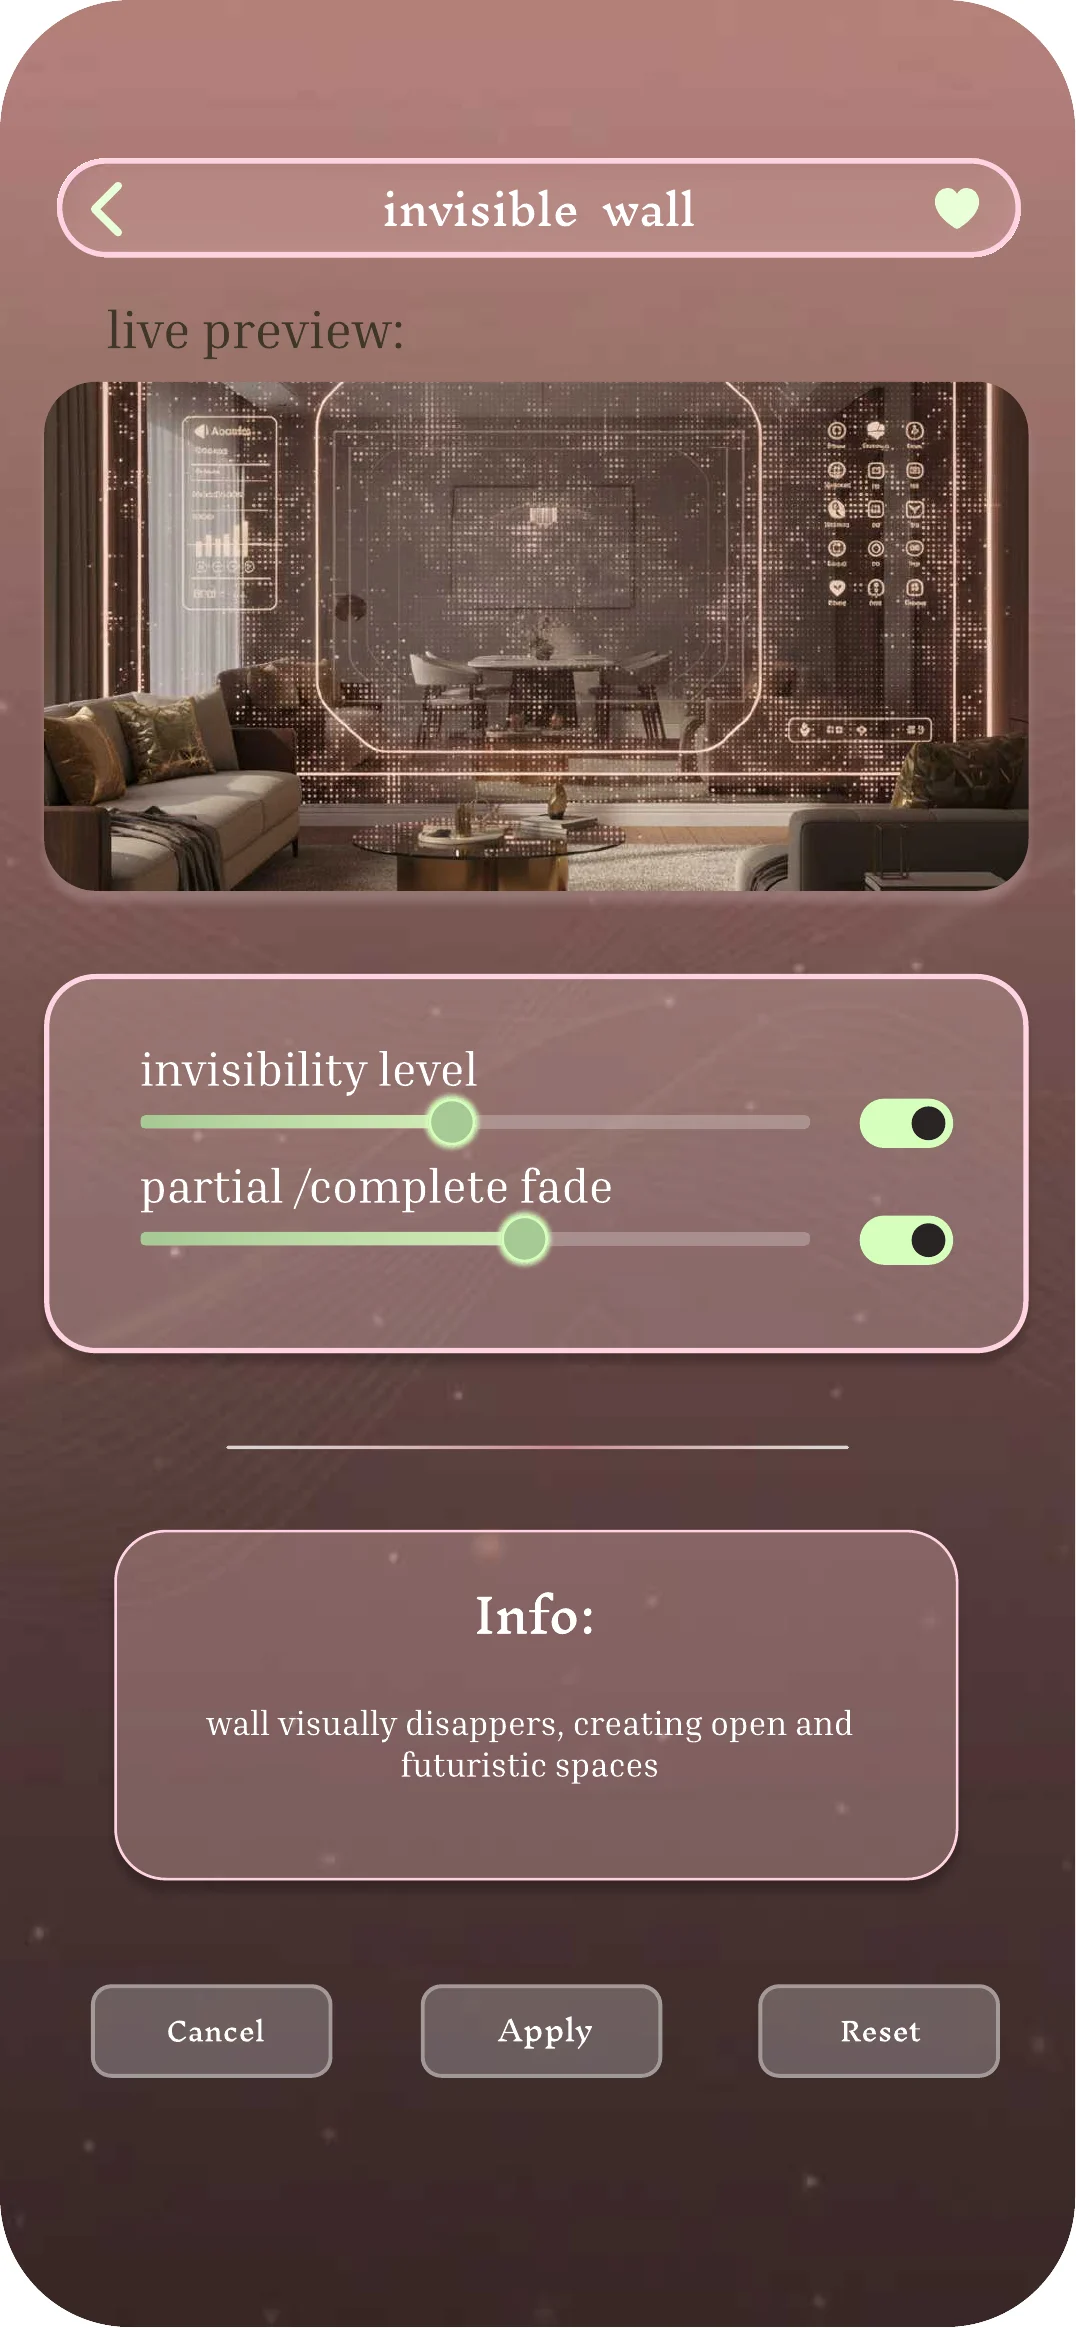 invisible wall
live preview:
invisibility level
partial /complete fade
Info:
wall visually disappers, creating open and
futuristic spaces
Cancel
Apply
Reset